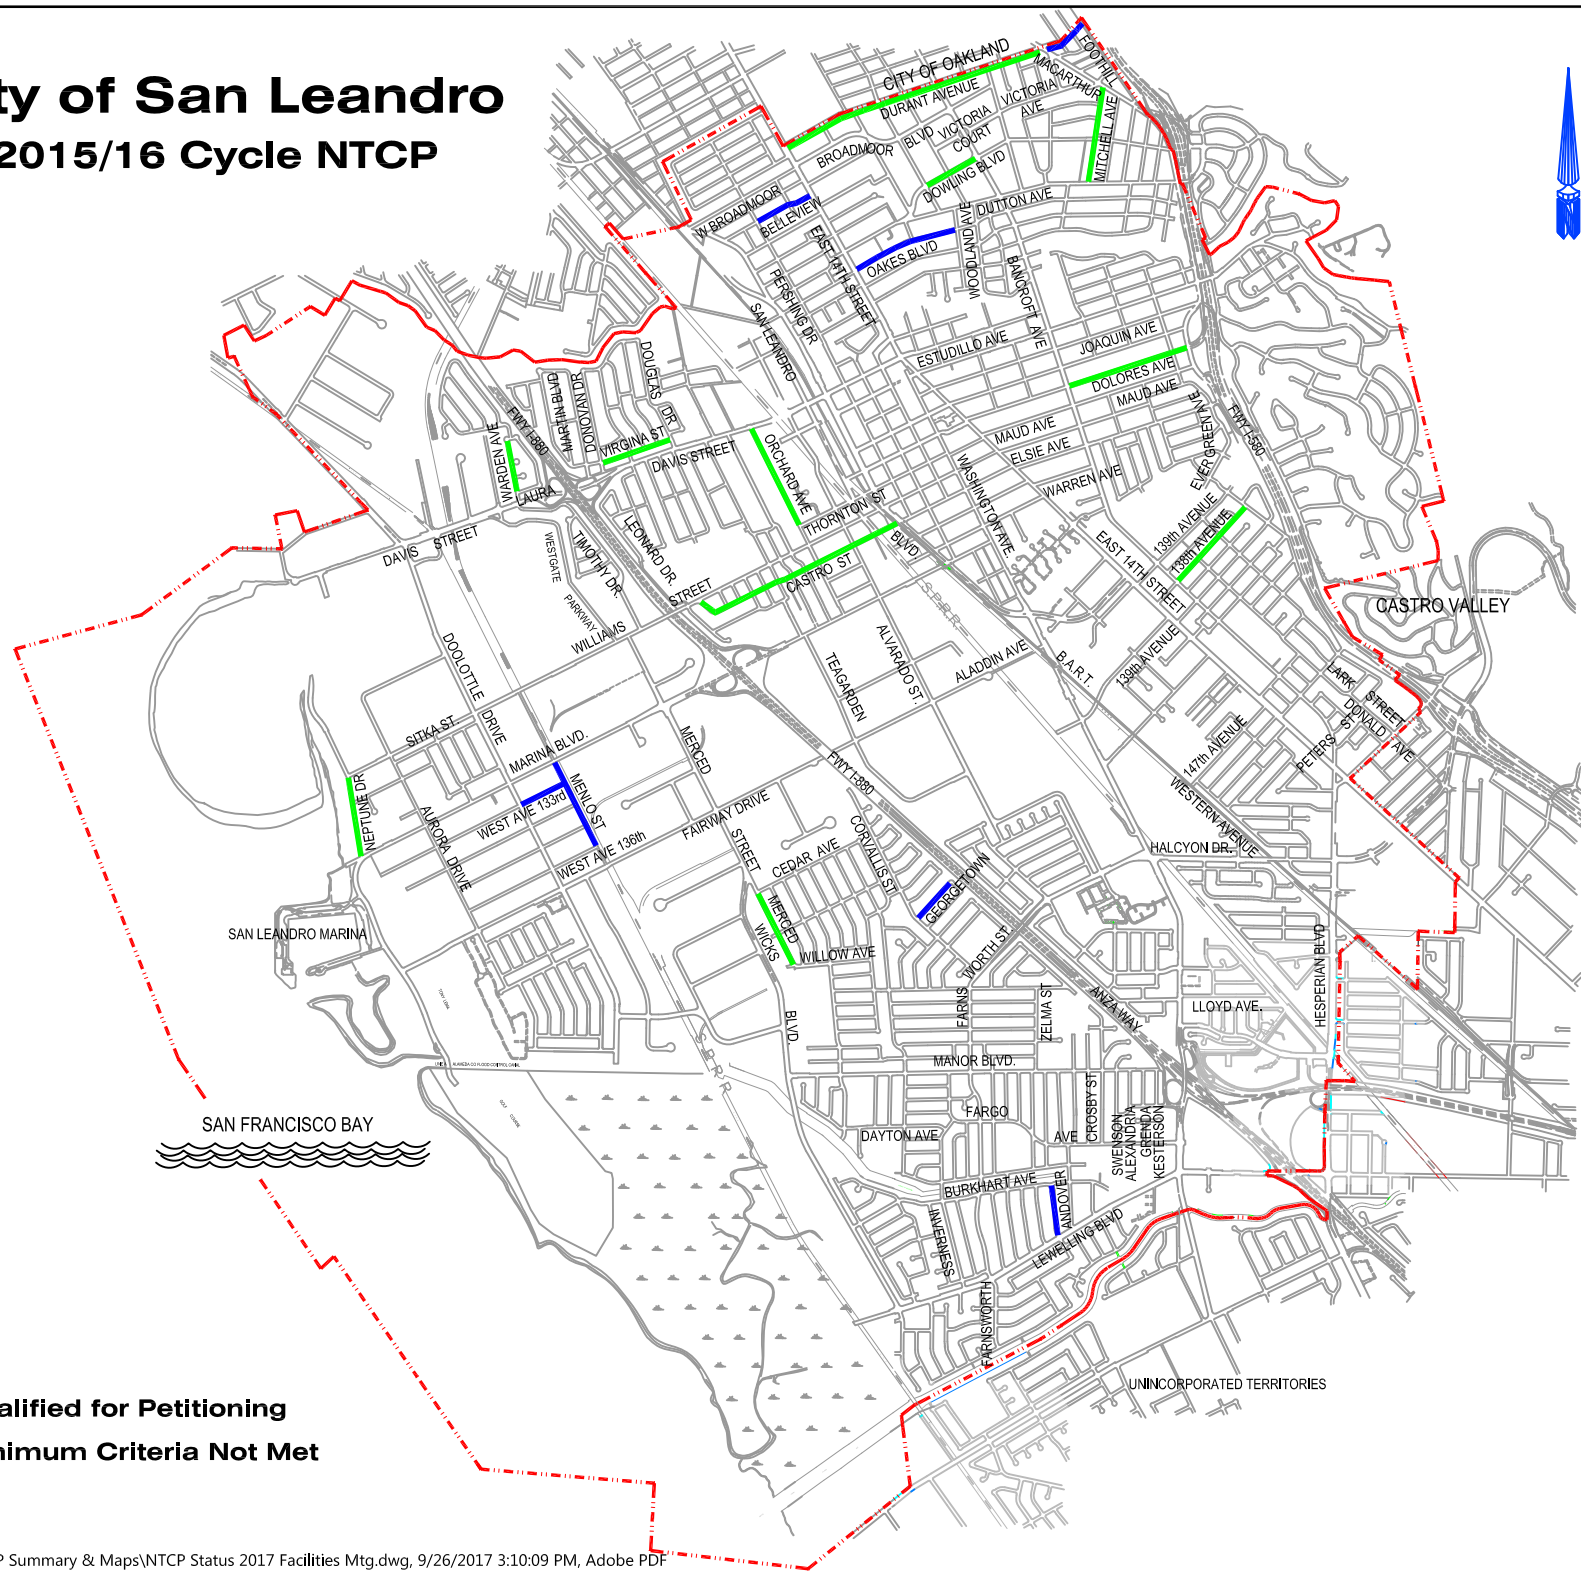 ty of San Leandro
2015/16 Cycle NTCP
CITY OF OAKLAND
FOOTHILL
MACARTHUR
DURANT AVENUE
VICTORIA
AVE
VICTORIA
COURT
BLVD
BROADMOOR
MITCHELL AVE
DOWLING BLVD
DUTTON AVE
W BROADMOOR
BELLEVIEW
OAKES BLVD
WOODLAND AVE
BANCROFT AVE
EAST 14TH STREET
PERSHING DR
SAN LEANDRO
ESTUDILLO AVE
JOAQUIN AVE
DOLORES AVE
MAUD AVE
MAUD AVE
ELSIE AVE
WARREN AVE
EVERGREEN AVE
FWY I-580
DOUGLAS DR
DONOVAN DR
MARTIN BLVD
FWY I-880
WARDEN AVE
VIRGINA ST
DAVIS STREET
LAURA
ORCHARD AVE
THORNTON ST
WASHINGTON AVE
139th AVENUE
138th AVENUE
EAST 14TH STREET
DAVIS STREET
WESTGATE
PARKWAY
TIMOTHY DR.
LEONARD DR.
STREET
CASTRO ST
BLVD
S.P.R.R.
CASTRO VALLEY
WILLIAMS
DOOLOTTLE DRIVE
ALVARADO ST.
TEAGARDEN
ALADDIN AVE
B.A.R.T.
139th AVENUE
LARK STREET
DONALD AVE
PETERS ST
147th AVENUE
WESTERN AVENUE
SITKA ST.
MARINA BLVD.
MERCED
FWY I-880
NEPTUNE DR
AURORA DRIVE
WEST AVE 133rd
MENLO ST
WEST AVE 136th
FAIRWAY DRIVE
STREET
CEDAR AVE
CORVALLIS ST
HALCYON DR.
GEORGETOWN
MERCED
WICKS
WILLOW AVE
FARNS WORTH ST.
SAN LEANDRO MARINA
HESPERIAN BLVD
ZELMA ST
ANZA WAY
LLOYD AVE.
BLVD.
MANOR BLVD.
S P R R
SAN FRANCISCO BAY
FARGO
AVE
DAYTON AVE
CROSBY ST
SWENSON
ALEXANDRIA
GRENDA
KESTERSON
BURKHART AVE
ANDOVER
INVERNESS
LEWELLING BLVD
FARNSWORTH
UNINCORPORATED TERRITORIES
alified for Petitioning
nimum Criteria Not Met
P Summary & Maps\NTCP Status 2017 Facilities Mtg.dwg, 9/26/2017 3:10:09 PM, Adobe PDF